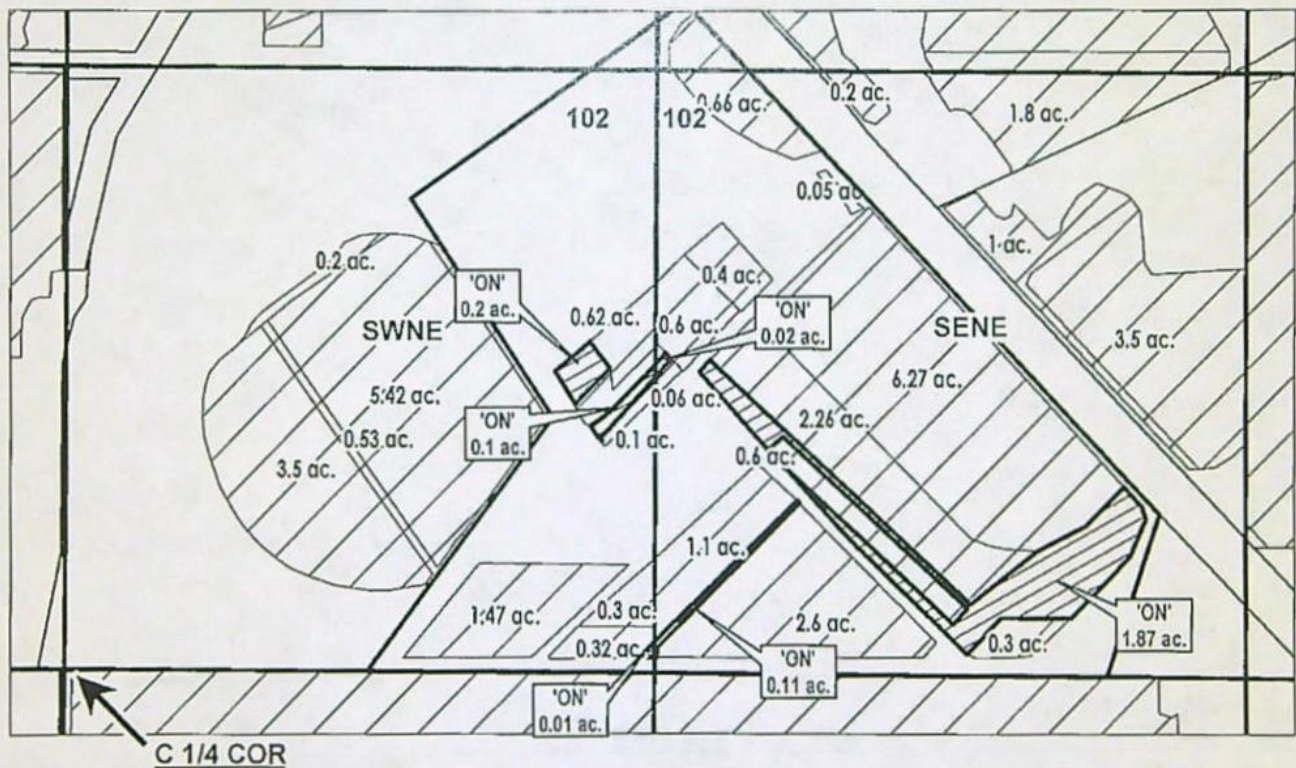 102
102
0.66 ac.
0.2 ac.
1.8 ac.
0.05 ac
1 ac.
0.2 ac.
'ON'
0.2 ac.
0.62 ac.
0.4 ac.
0.6 ac.
'ON'
0.02 ac.
SWNE
SENE
3.5 ac.
5.42 ac.
6.27 ac.
'ON'
0.1 ac.
0.06 ac.
2.26 ac.
0.53 ac.
0.1 ac.
0.6 ac.
3.5 ac.
1.1 ac.
1.47 ac.
0.3 ac.
2.6 ac.
'ON'
1.87 ac.
0.32 ac.
0.3 ac.
'ON'
0.11 ac.
'ON'
0.01 ac.
C 1/4 COR